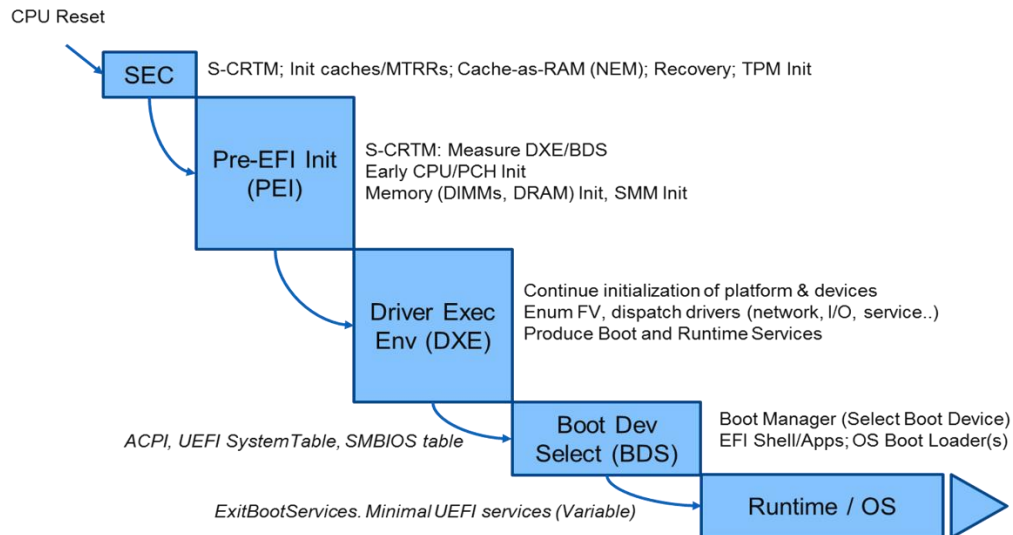 CPU Reset
SEC
S-CRTM; Init caches/MTRRs; Cache-as-RAM (NEM); Recovery; TPM Init
Pre-EFI Init
(PEI)
S-CRTM: Measure DXE/BDS
Early CPU/PCH Init
Memory (DIMMs, DRAM) Init, SMM Init
Driver Exec
Env (DXE)
Continue initialization of platform & devices
Enum FV, dispatch drivers (network, I/O, service..)
Produce Boot and Runtime Services
ACPI, UEFI SystemTable, SMBIOS table
Boot Dev
Select (BDS)
Boot Manager (Select Boot Device)
EFI Shell/Apps; OS Boot Loader(s)
ExitBootServices. Minimal UEFI services (Variable)
Runtime / OS